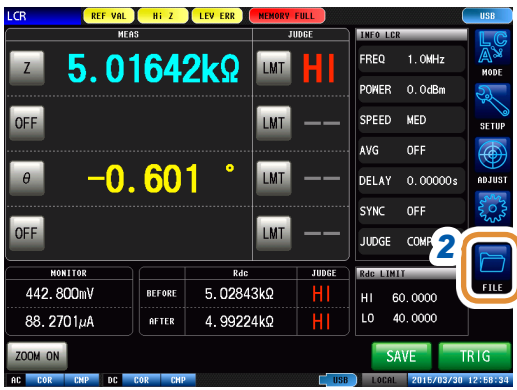 LCR REF VAL Hi Z LEV ERR MEMORY FULL USB
MEAS JUDGE INFO LCR
Z 5.01642kΩ LMT HI
FREQ 1.0MHz
LCR MODE
POWER 0.0dBm
OFF LMT -- SPEED MED
SETUP
AVG OFF
θ -0.601 ° LMT --
DELAY 0.00000s
ADJUST
SYNC OFF
OFF LMT -- JUDGE COMP
2
FILE
MONITOR Rdc JUDGE Rdc LIMIT
442.800mV BEFORE 5.02843kΩ HI
HI 60.0000
88.2701µA AFTER 4.99224kΩ HI
LO 40.0000
ZOOM ON SAVE TRIG
AC COR CMP DC COR CMP USB LOCAL 2015/03/30 12:58:34